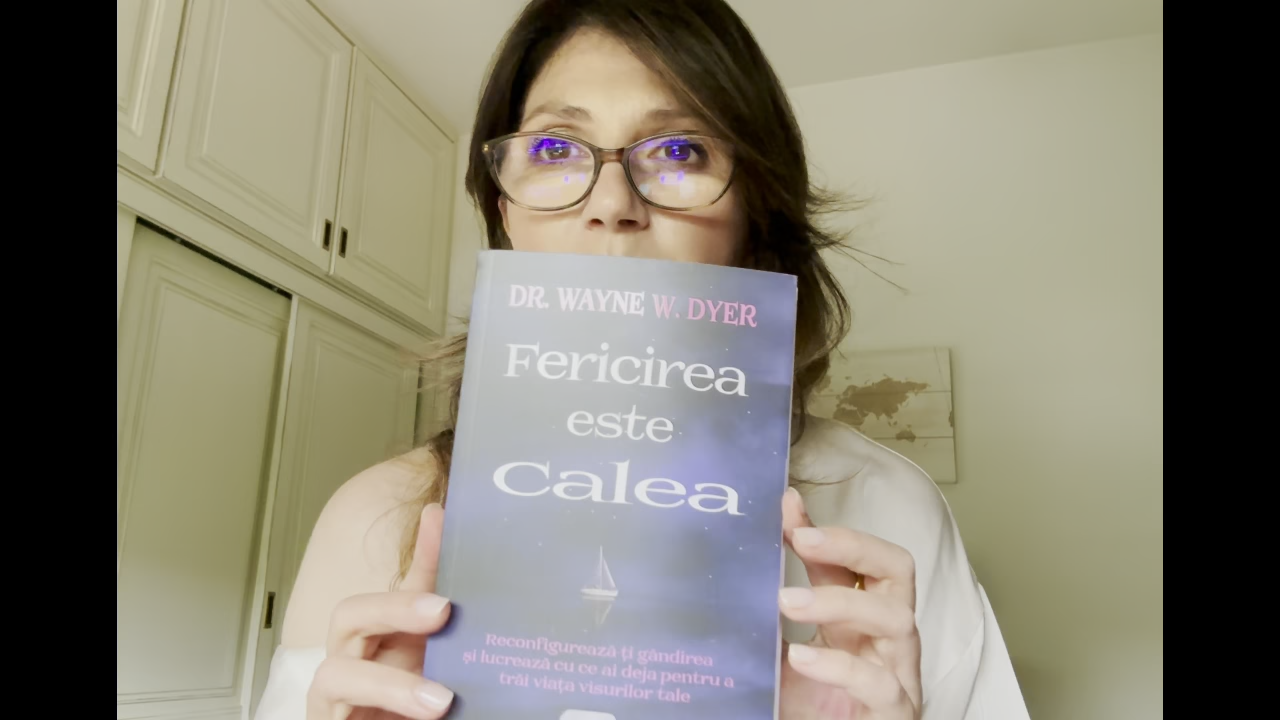 DR. WAYNE W. DYER
Fericirea
este
Calea
Reconfigurează ți gândirea
și lucrează cu ce ai deja pentru a
trăi viața visurilor tale